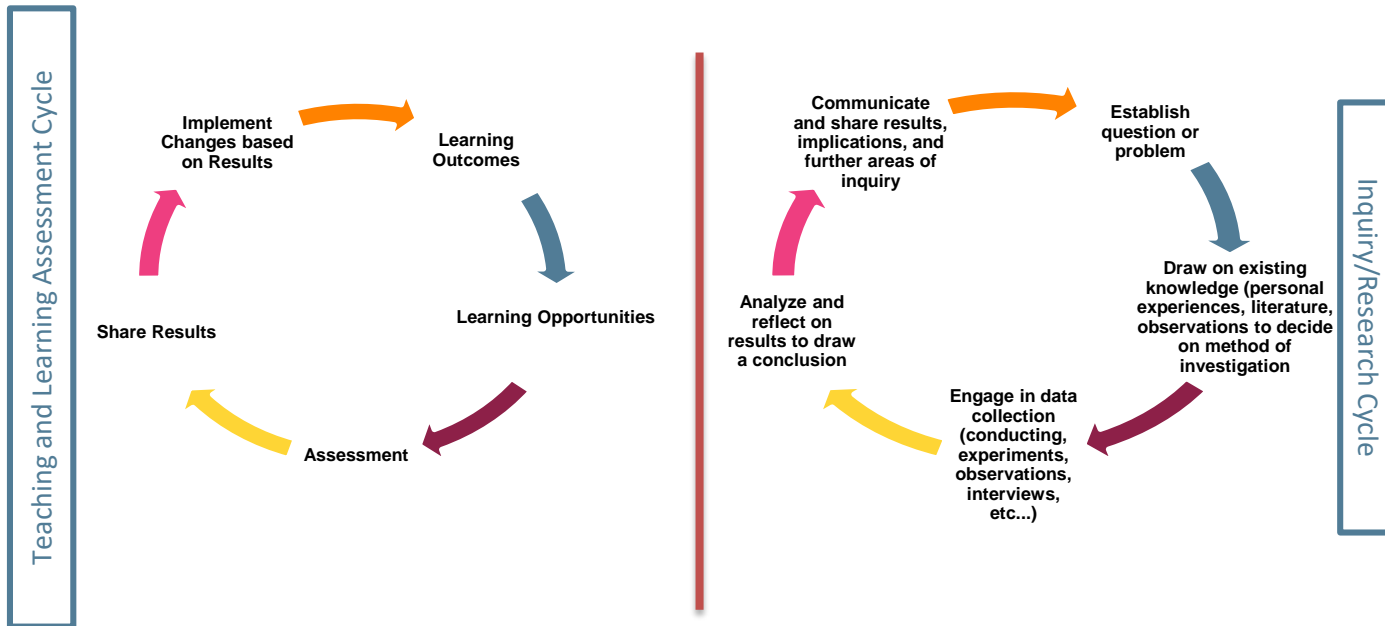 Teaching and Learning Assessment Cycle
Implement
Changes based
on Results
Learning
Outcomes
Learning Opportunities
Assessment
Share Results
Communicate
and share results,
implications, and
further areas of
inquiry
Establish
question or
problem
Draw on existing
knowledge (personal
experiences, literature,
observations to decide
on method of
investigation
Engage in data
collection
(conducting,
experiments,
observations,
interviews,
etc...)
Analyze and
reflect on
results to draw
a conclusion
Inquiry/Research Cycle